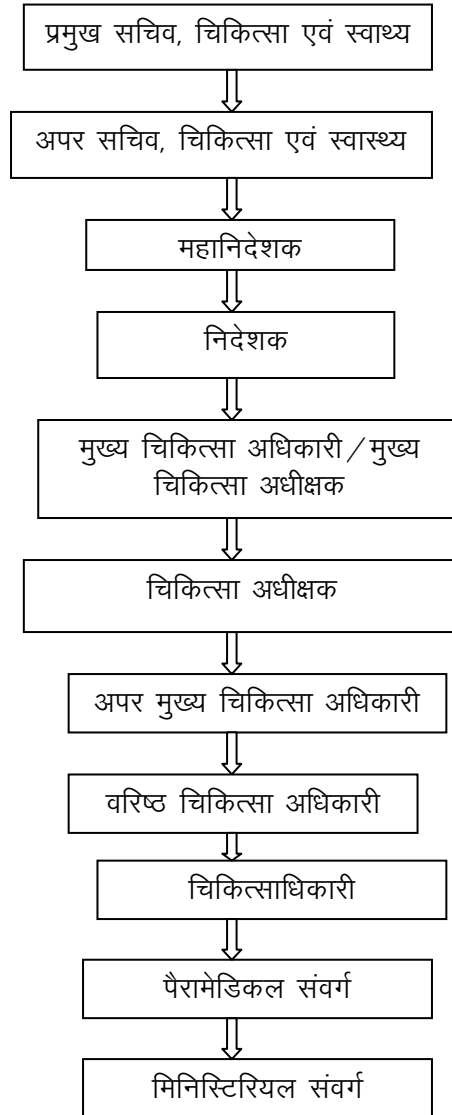 प्रमुख सचिव, चिकित्सा एवं स्वाथ्य
अपर सचिव, चिकित्सा एवं स्वास्थ्य
महानिदेशक
निदेशक
मुख्य चिकित्सा अधिकारी / मुख्य
चिकित्सा अधीक्षक
चिकित्सा अधीक्षक
अपर मुख्य चिकित्सा अधिकारी
वरिष्ठ चिकित्सा अधिकारी
चिकित्साधिकारी
पैरामेडिकल संवर्ग
मिनिस्टिरियल संवर्ग